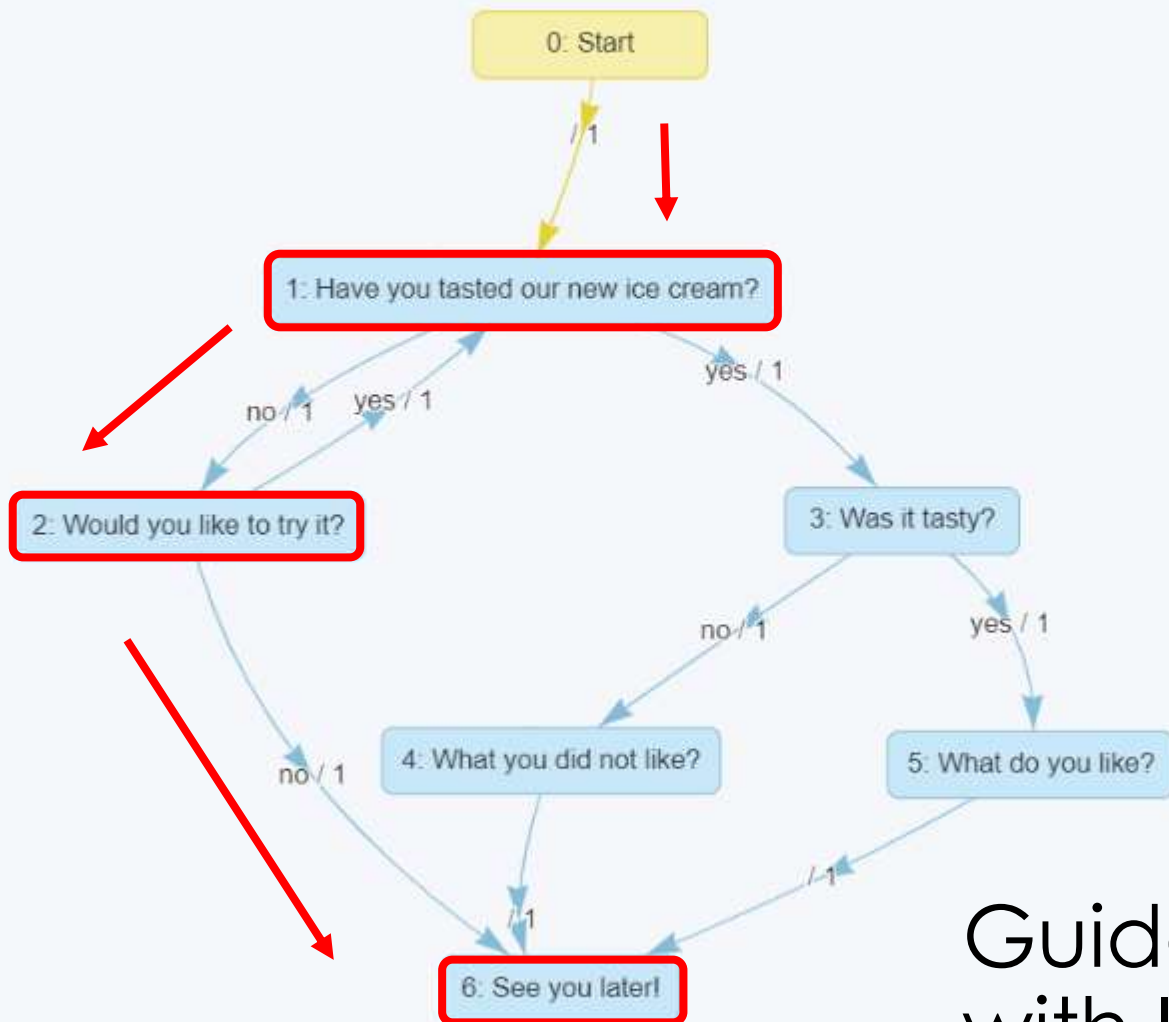 0: Start
/ 1
1: Have you tasted our new ice cream?
no / 1
yes / 1
yes / 1
2: Would you like to try it?
3: Was it tasty?
no / 1
yes / 1
no / 1
4: What you did not like?
5: What do you like?
/ 1
/ 1
6: See you later!
with